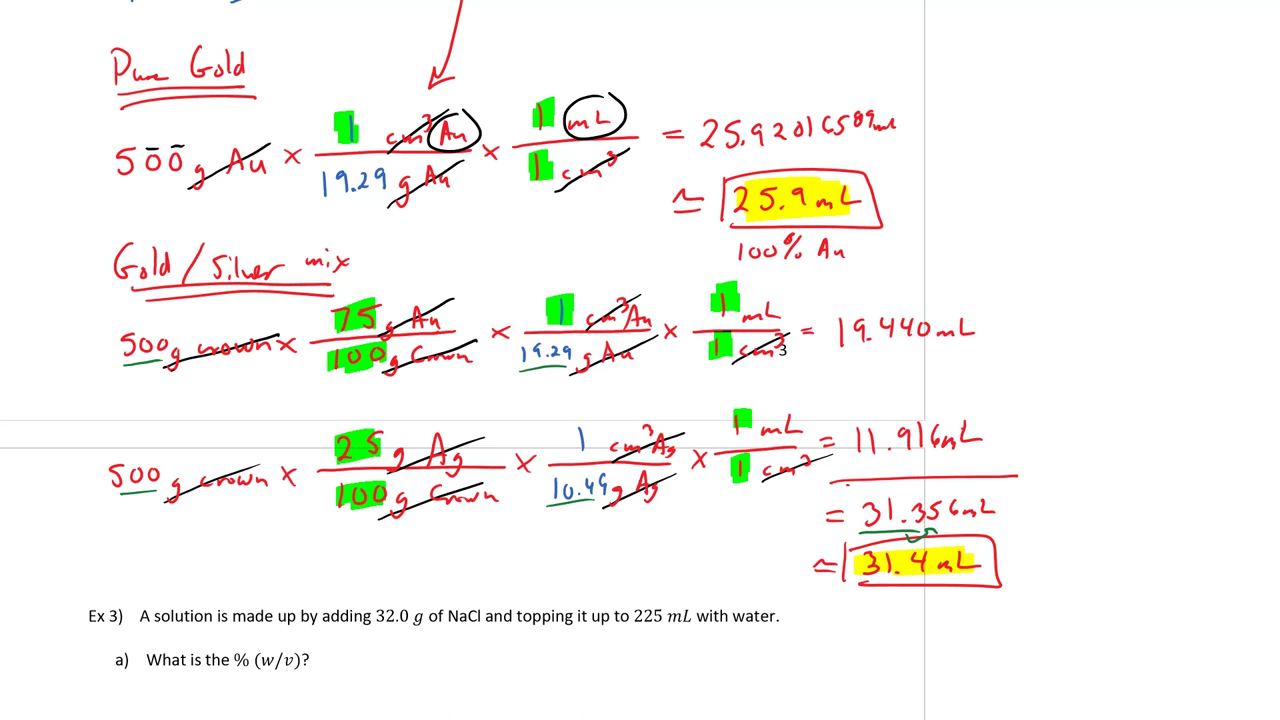 Pure Gold
5ō̄0̄ g Au × 1 cm³ Au / 19.29 g Au × 1 mL / 1 cm³ = 25.92016589 mL
≃ 25.9 mL
100% Au
Gold / Silver mix
500 g crown × 75 g Au / 100 g Crown × 1 cm³ Au / 19.29 g Au × 1 mL / 1 cm³ = 19.440 mL
500 g crown × 25 g Ag / 100 g Crown × 1 cm³ Ag / 10.49 g Ag × 1 mL / 1 cm³ = 11.916 mL
= 31.356 mL
≃ 31.4 mL
Ex 3) A solution is made up by adding 32.0 g of NaCl and topping it up to 225 mL with water.
a) What is the % (w/v)?